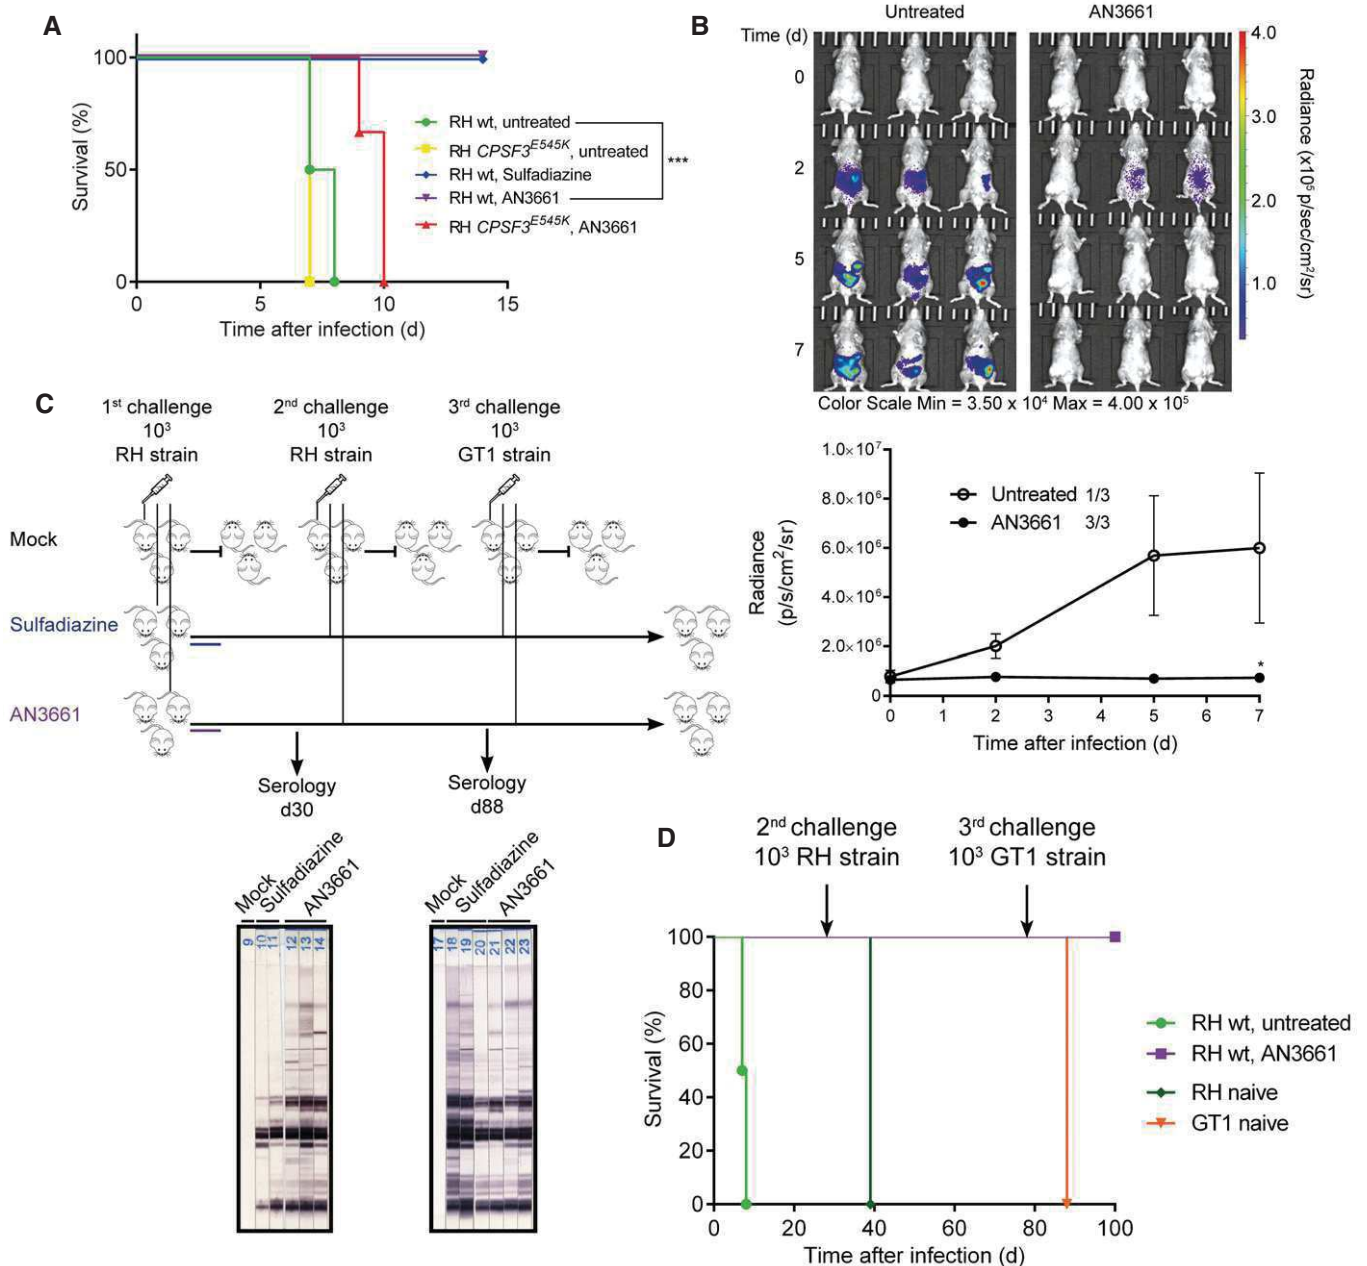 A
100
50
0
Survival (%)
0 5 10 15
Time after infection (d)
RH wt, untreated
RH CPSF3^E545K, untreated
RH wt, Sulfadiazine
RH wt, AN3661
RH CPSF3^E545K, AN3661
***
B
Untreated AN3661
Time (d)
0
2
5
7
4.0
3.0
2.0
1.0
Radiance (x10⁵ p/sec/cm²/sr)
Color Scale Min = 3.50 x 10⁴ Max = 4.00 x 10⁵
1.0×10⁷
8.0×10⁶
6.0×10⁶
4.0×10⁶
2.0×10⁶
0
Radiance
(p/s/cm²/sr)
Untreated 1/3
AN3661 3/3
*
0 1 2 3 4 5 6 7
Time after infection (d)
C
1st challenge
10³
RH strain
2nd challenge
10³
RH strain
3rd challenge
10³
GT1 strain
Mock
Sulfadiazine
AN3661
Serology
d30
Serology
d88
Mock
Sulfadiazine
AN3661
9 10 11 12 13 14
Mock
Sulfadiazine
AN3661
17 18 19 20 21 22 23
D
2nd challenge
10³ RH strain
3rd challenge
10³ GT1 strain
100
80
60
40
20
0
Survival (%)
0 20 40 60 80 100
Time after infection (d)
RH wt, untreated
RH wt, AN3661
RH naive
GT1 naive